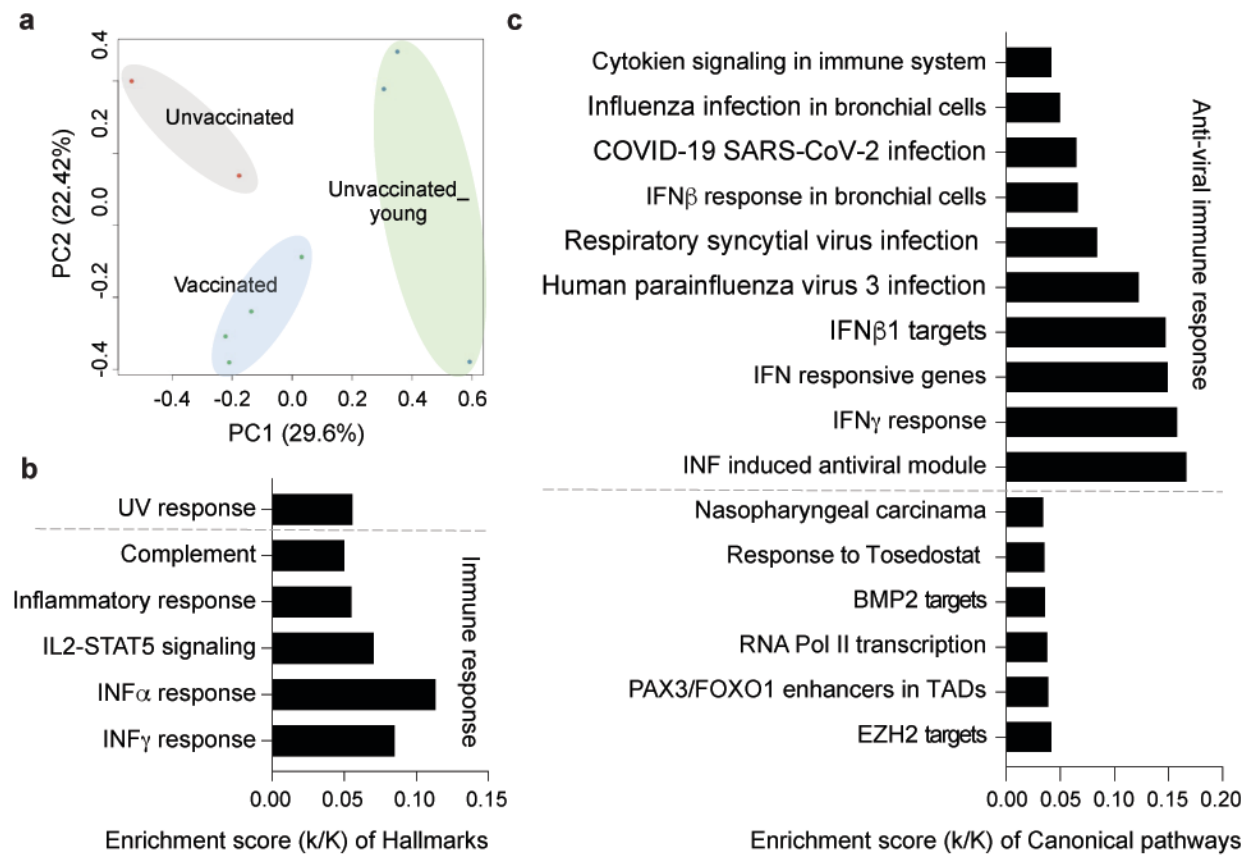 a
0.4
0.2
0.0
-0.2
-0.4
PC2 (22.42%)
Unvaccinated
Unvaccinated_
young
Vaccinated
-0.4 -0.2 0.0 0.2 0.4 0.6
PC1 (29.6%)
b
UV response
Complement
Inflammatory response
IL2-STAT5 signaling
INFα response
INFγ response
Immune response
0.00 0.05 0.10 0.15
Enrichment score (k/K) of Hallmarks
c
Cytokien signaling in immune system
Influenza infection in bronchial cells
COVID-19 SARS-CoV-2 infection
IFNβ response in bronchial cells
Respiratory syncytial virus infection
Human parainfluenza virus 3 infection
IFNβ1 targets
IFN responsive genes
IFNγ response
INF induced antiviral module
Anti-viral immune response
Nasopharyngeal carcinama
Response to Tosedostat
BMP2 targets
RNA Pol II transcription
PAX3/FOXO1 enhancers in TADs
EZH2 targets
0.00 0.05 0.10 0.15 0.20
Enrichment score (k/K) of Canonical pathways